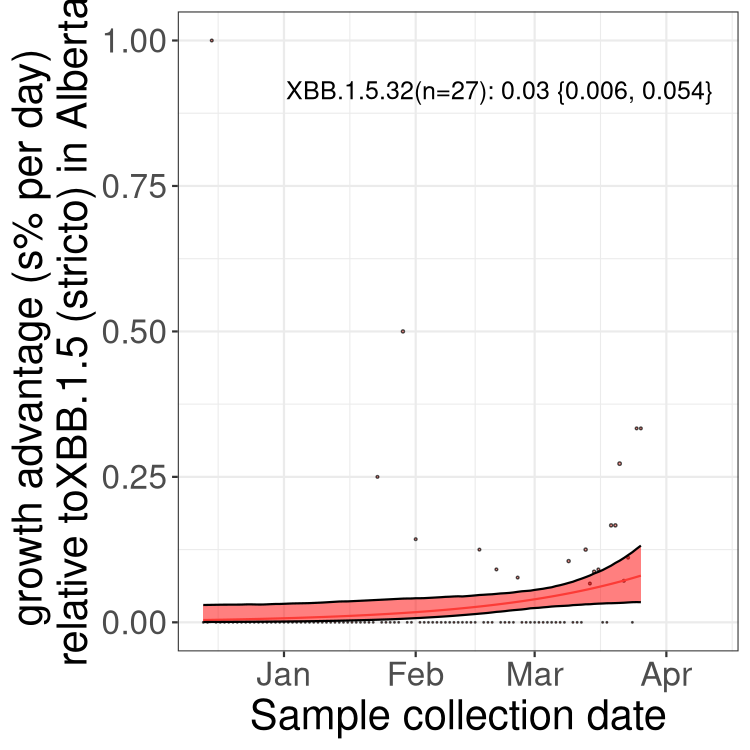 growth advantage (s% per day)
relative toXBB.1.5 (stricto) in Alberta
1.00
0.75
0.50
0.25
0.00
XBB.1.5.32(n=27): 0.03 {0.006, 0.054}
Jan Feb Mar Apr
Sample collection date